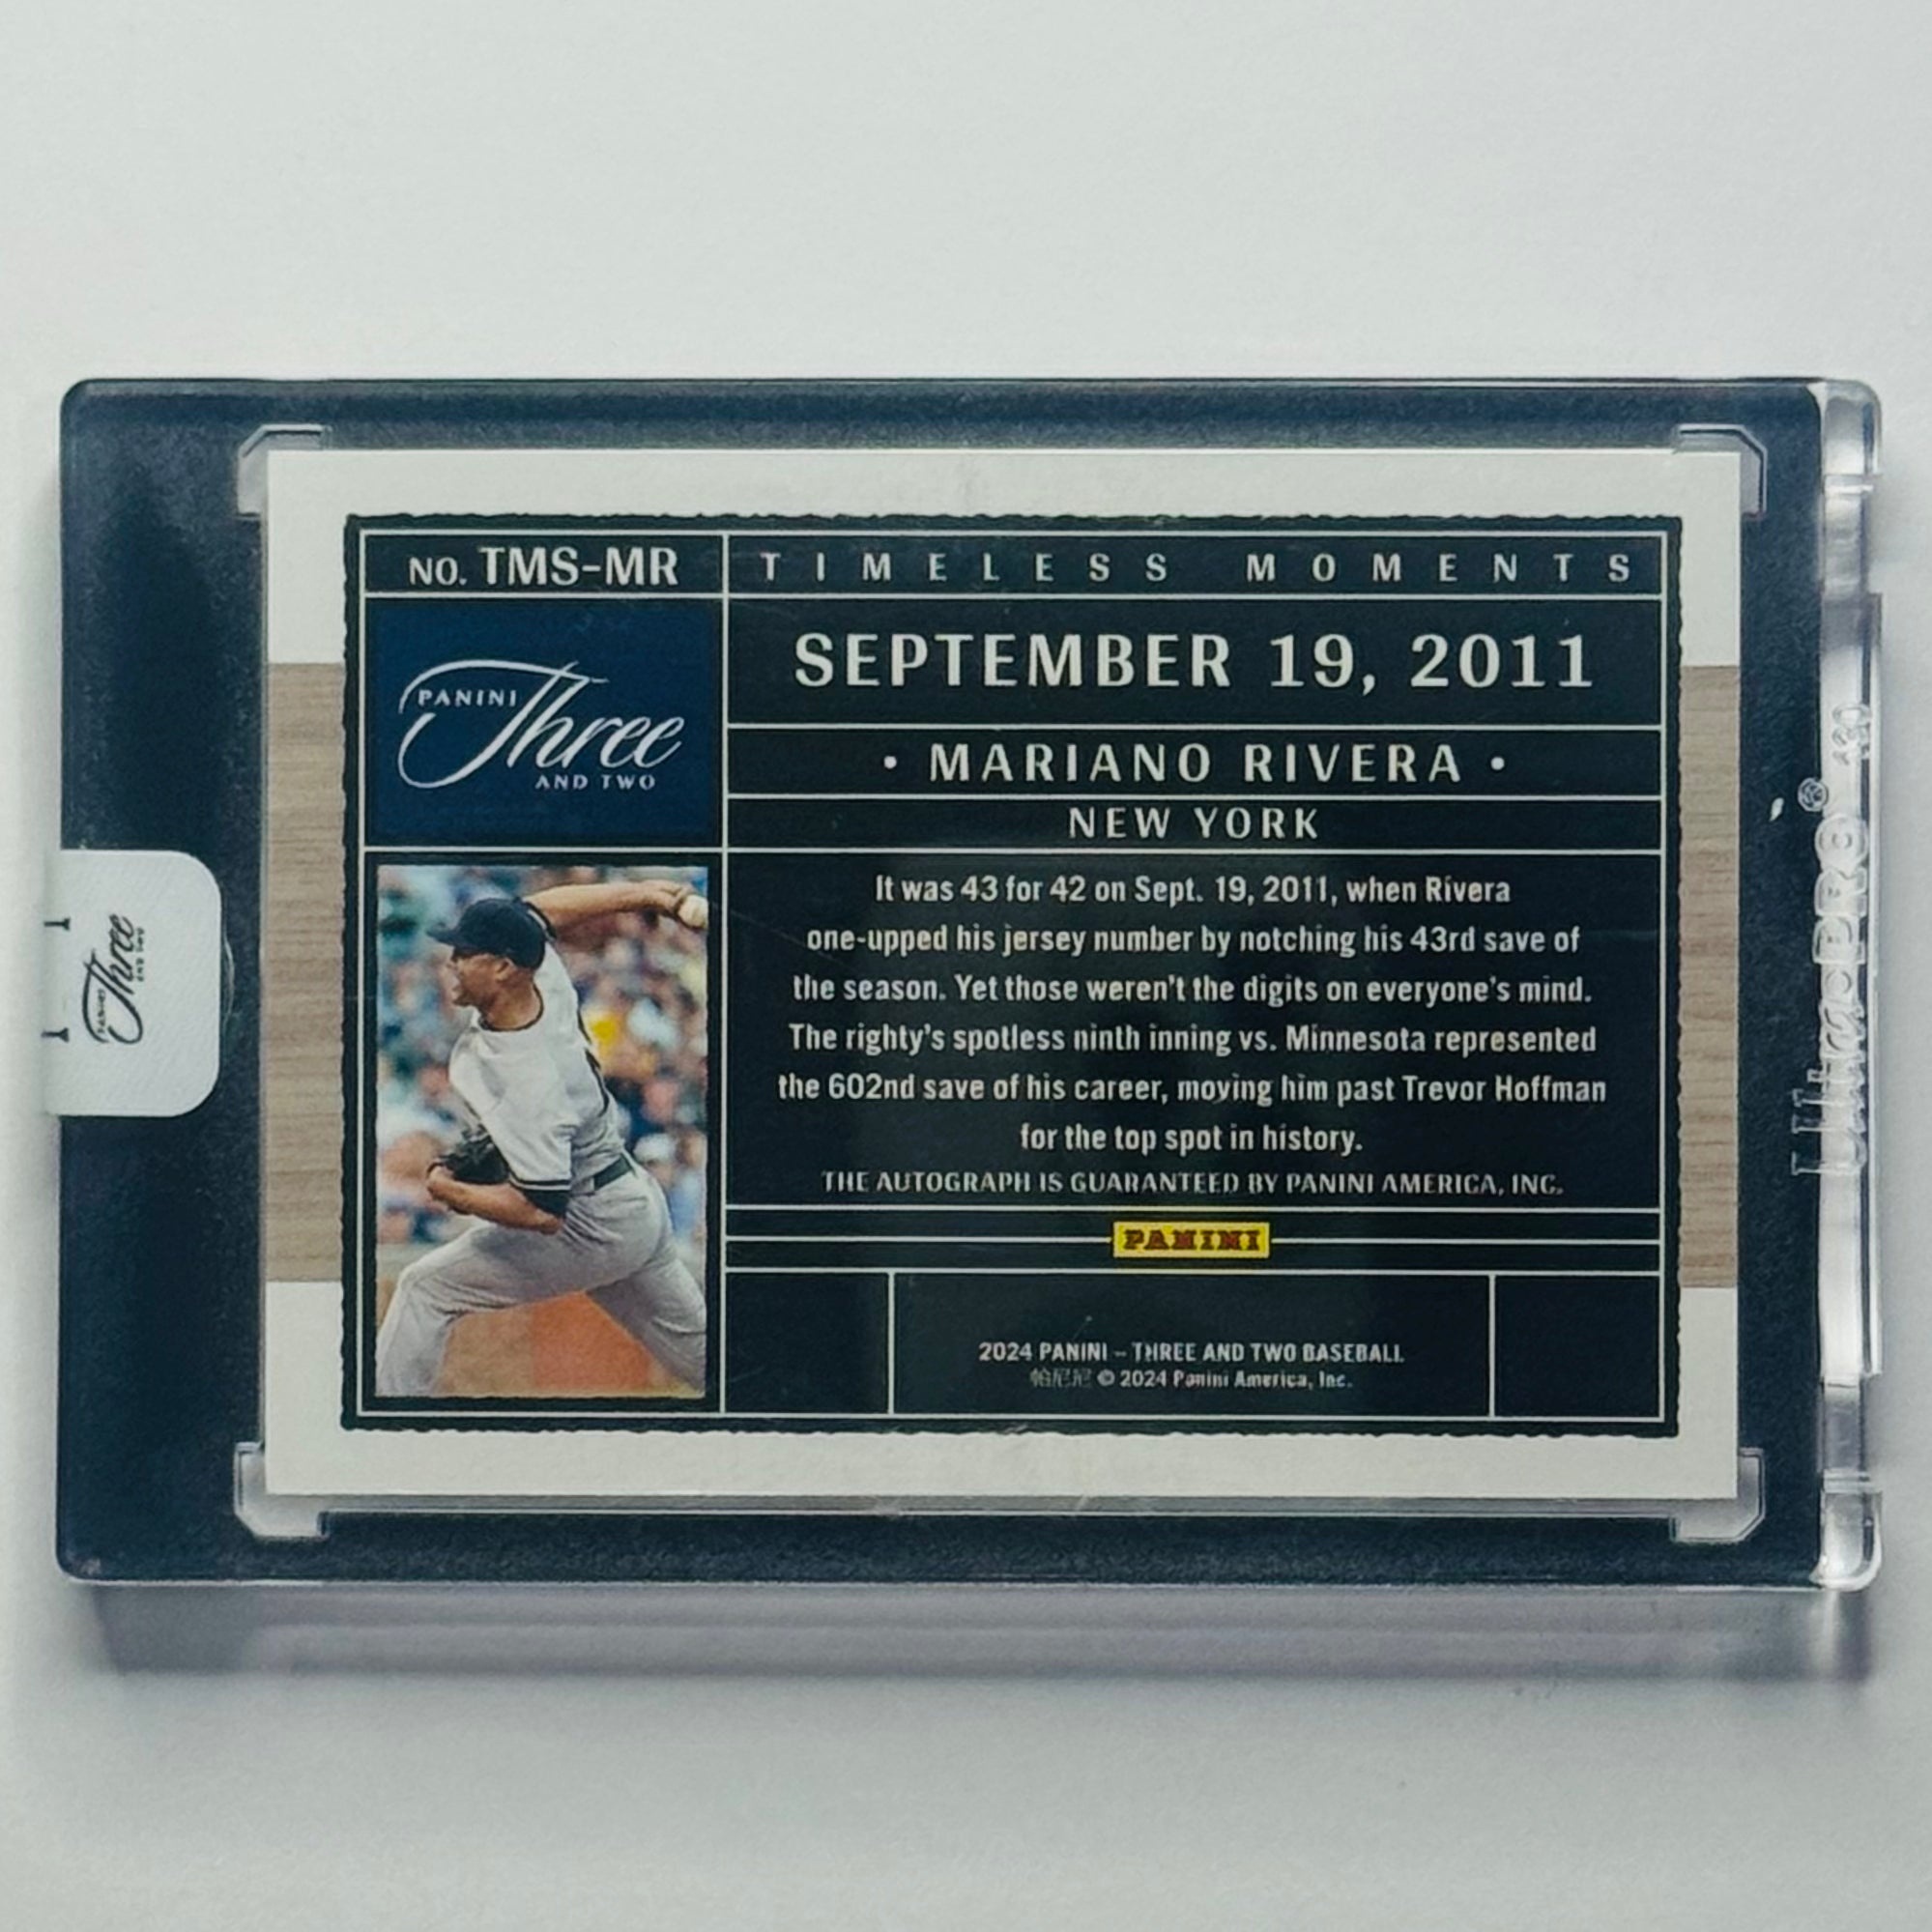 NO. TMS-MR
TIMELESS MOMENTS
PANINI
Three
AND TWO
SEPTEMBER 19, 2011
• MARIANO RIVERA •
NEW YORK
It was 43 for 42 on Sept. 19, 2011, when Rivera
one-upped his jersey number by notching his 43rd save of
the season. Yet those weren't the digits on everyone's mind.
The righty's spotless ninth inning vs. Minnesota represented
the 602nd save of his career, moving him past Trevor Hoffman
for the top spot in history.
THE AUTOGRAPH IS GUARANTEED BY PANINI AMERICA, INC.
PANINI
2024 PANINI – THREE AND TWO BASEBALL
帕尼尼 © 2024 Panini America, Inc.
PANINI
Three
AND TWO
UltraPRO®